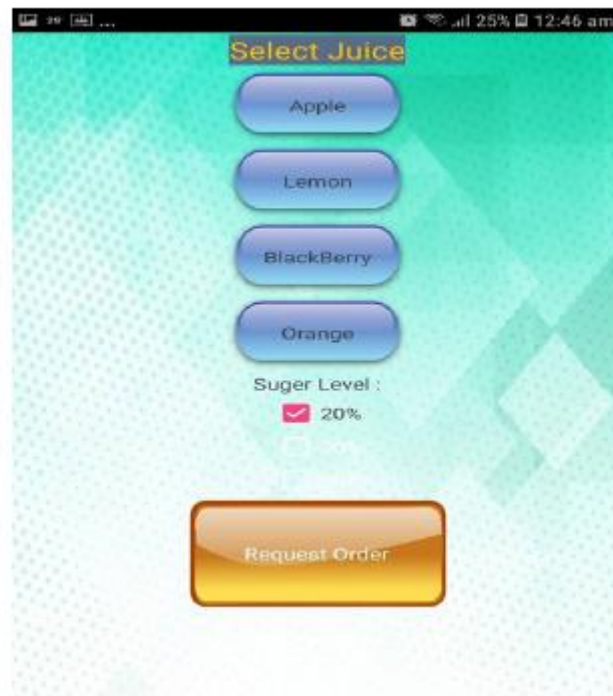 ... 25% 12:46 am
Select Juice
Apple
Lemon
BlackBerry
Orange
Suger Level :
20%
Request Order